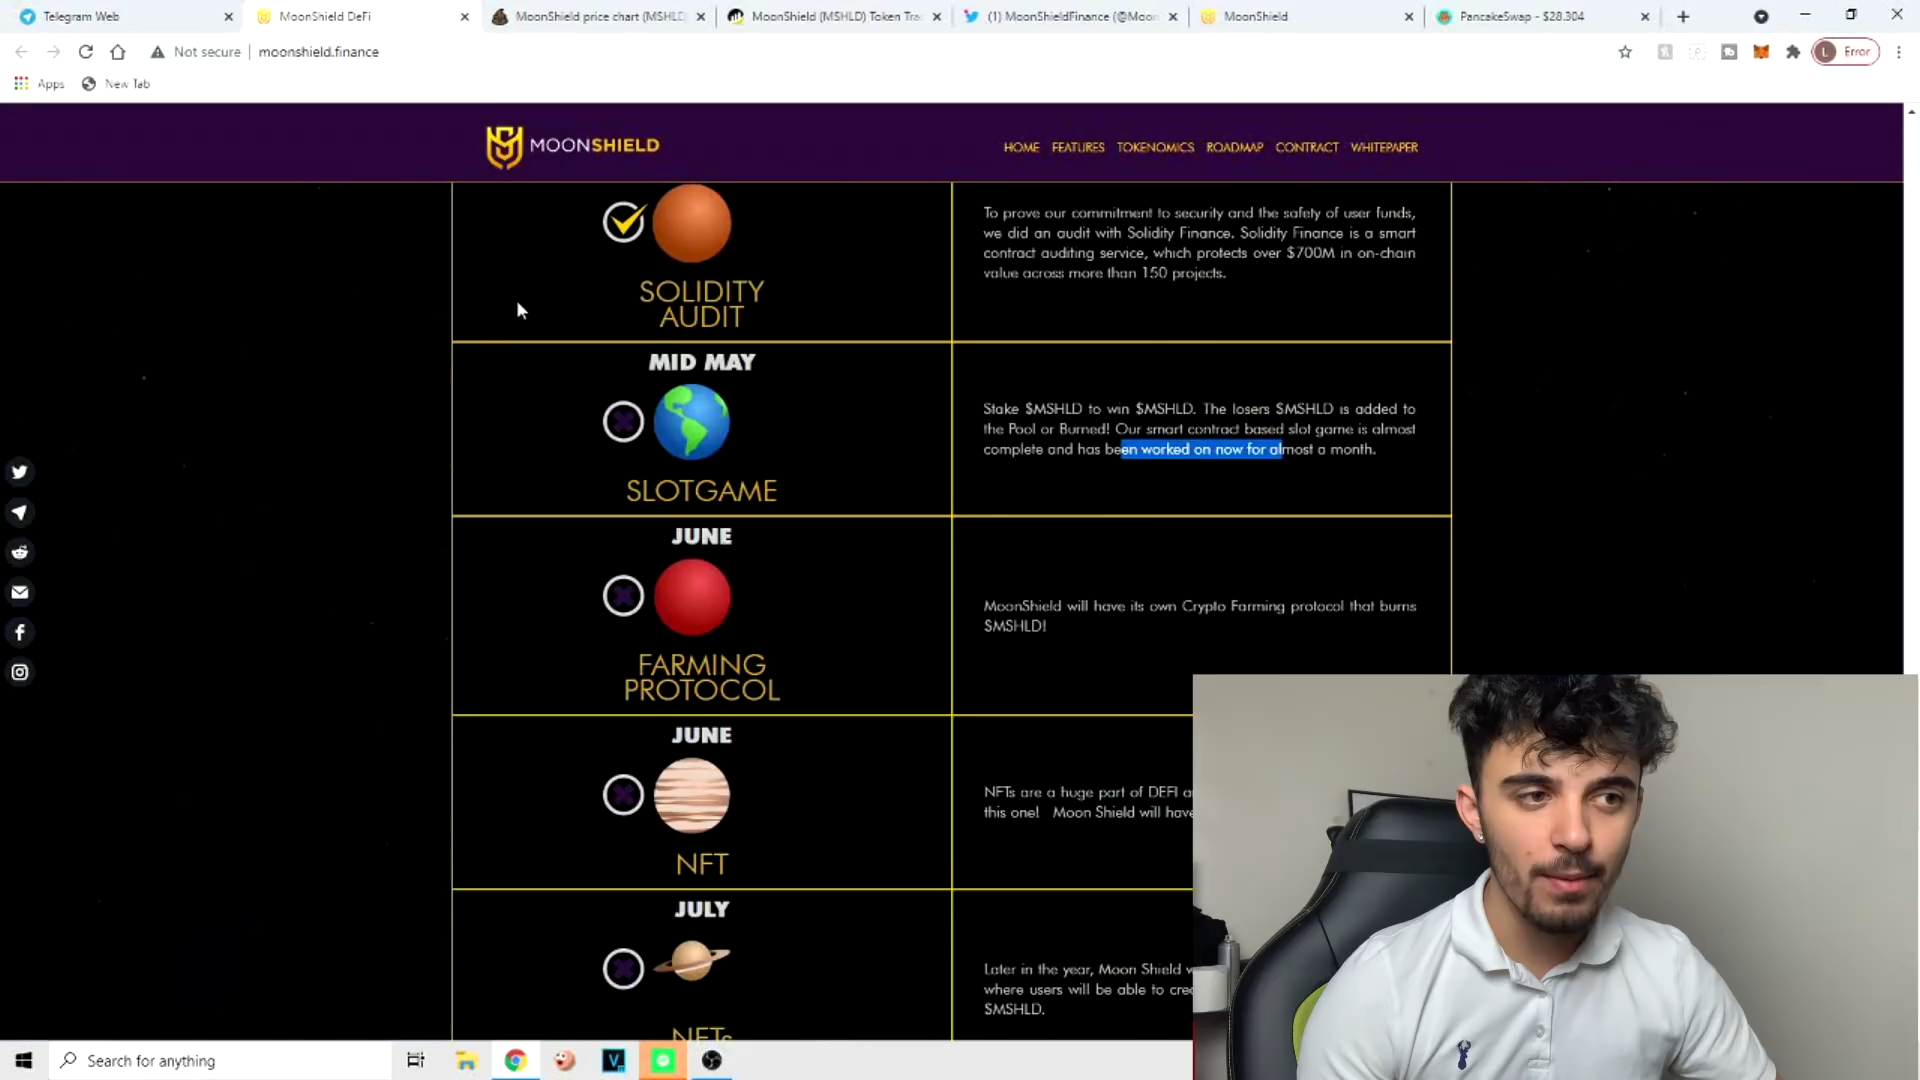 Telegram Web
MoonShield DeFi
MoonShield price chart (MSHLD
MoonShield (MSHLD) Token Tra
(1) MoonShieldFinance (@Moon
MoonShield
PancakeSwap - $28.304
Not secure
moonshield.finance
L
Error
Apps
New Tab
MOONSHIELD
HOME
FEATURES
TOKENOMICS
ROADMAP
CONTRACT
WHITEPAPER
SOLIDITY
AUDIT
To prove our commitment to security and the safety of user funds,
we did an audit with Solidity Finance. Solidity Finance is a smart
contract auditing service, which protects over $700M in on-chain
value across more than 150 projects.
MID MAY
SLOTGAME
Stake $MSHLD to win $MSHLD. The losers $MSHLD is added to
the Pool or Burned! Our smart contract based slot game is almost
complete and has been worked on now for almost a month.
JUNE
FARMING
PROTOCOL
MoonShield will have its own Crypto Farming protocol that burns
$MSHLD!
JUNE
NFT
NFTs are a huge part of DEFI a
this one! Moon Shield will have
JULY
NFTs
Later in the year, Moon Shield w
where users will be able to crea
$MSHLD.
Search for anything